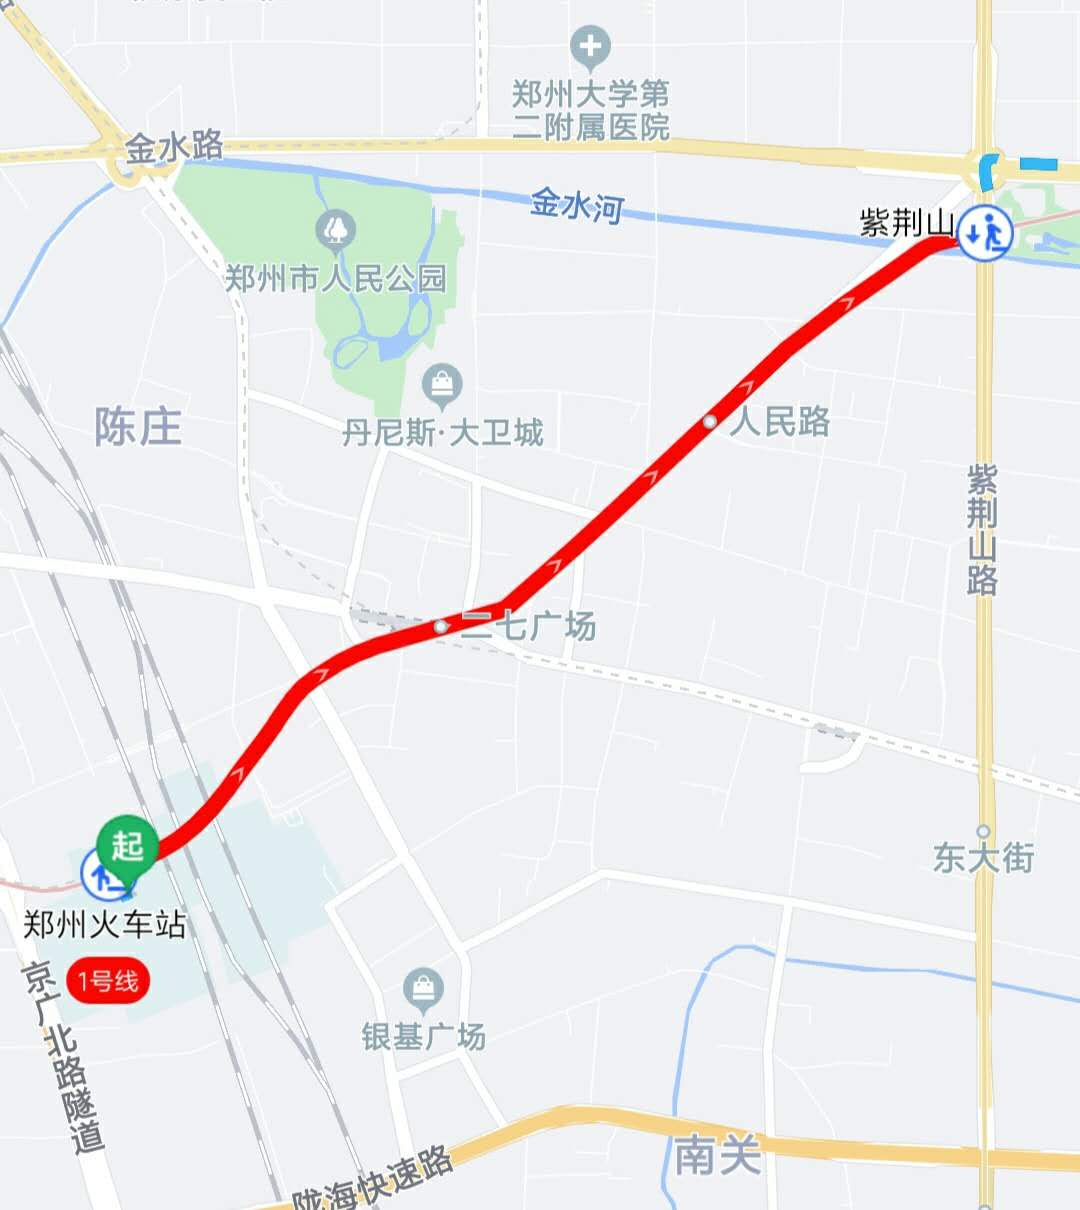 郑州大学第
二附属医院
金水路
金水河
紫荆山
郑州市人民公园
陈庄
丹尼斯·大卫城
人民路
紫荆山路
二七广场
起
东大街
郑州火车站
1号线
京广北路隧道
银基广场
南关
陇海快速路